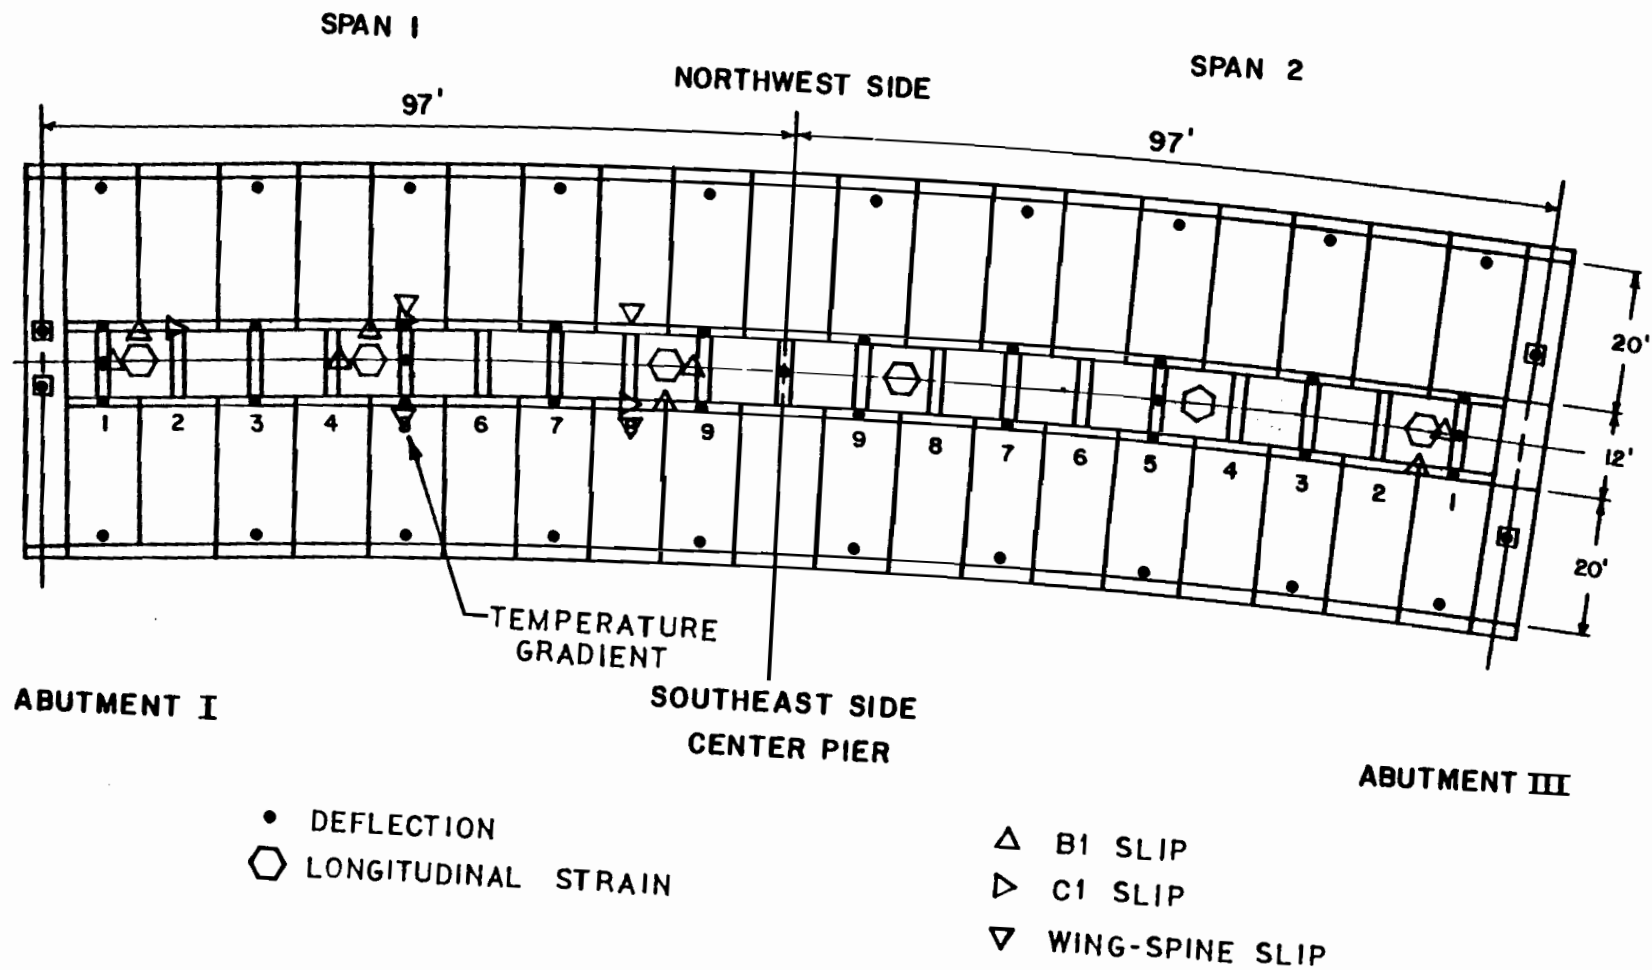 SPAN 1
SPAN 2
NORTHWEST SIDE
97'
97'
20'
12'
20'
1 2 3 4 6 7 9 9 8 7 6 5 4 3 2 1
TEMPERATURE
GRADIENT
SOUTHEAST SIDE
CENTER PIER
ABUTMENT I
ABUTMENT III
DEFLECTION
LONGITUDINAL STRAIN
B1 SLIP
C1 SLIP
WING-SPINE SLIP